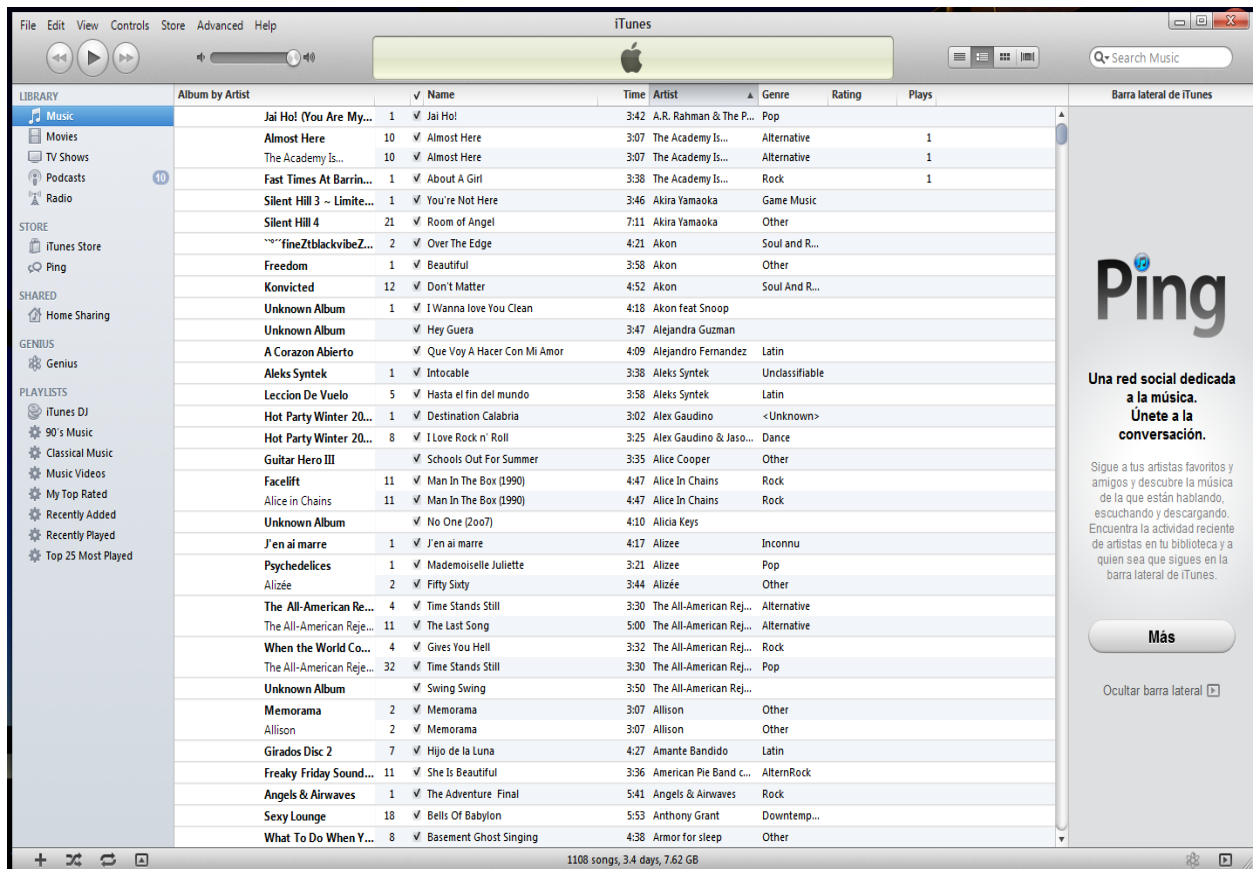 iTunes
File Edit View Controls Store Advanced Help
Search Music
LIBRARY
Music
Movies
TV Shows
Podcasts 10
Radio
STORE
iTunes Store
Ping
SHARED
Home Sharing
GENIUS
Genius
PLAYLISTS
iTunes DJ
90's Music
Classical Music
Music Videos
My Top Rated
Recently Added
Recently Played
Top 25 Most Played
Album by Artist Name Time Artist Genre Rating Plays
Jai Ho! (You Are My... 1 Jai Ho! 3:42 A.R. Rahman & The P... Pop
Almost Here 10 Almost Here 3:07 The Academy Is... Alternative 1
The Academy Is... 10 Almost Here 3:07 The Academy Is... Alternative 1
Fast Times At Barrin... 1 About A Girl 3:38 The Academy Is... Rock 1
Silent Hill 3 ~ Limite... 1 You're Not Here 3:46 Akira Yamaoka Game Music
Silent Hill 4 21 Room of Angel 7:11 Akira Yamaoka Other
``°´´fineZtblackvibeZ... 2 Over The Edge 4:21 Akon Soul and R...
Freedom 1 Beautiful 3:58 Akon Other
Konvicted 12 Don't Matter 4:52 Akon Soul And R...
Unknown Album 1 I Wanna love You Clean 4:18 Akon feat Snoop
Unknown Album Hey Guera 3:47 Alejandra Guzman
A Corazon Abierto Que Voy A Hacer Con Mi Amor 4:09 Alejandro Fernandez Latin
Aleks Syntek 1 Intocable 3:38 Aleks Syntek Unclassifiable
Leccion De Vuelo 5 Hasta el fin del mundo 3:58 Aleks Syntek Latin
Hot Party Winter 20... 1 Destination Calabria 3:02 Alex Gaudino <Unknown>
Hot Party Winter 20... 8 I Love Rock n' Roll 3:25 Alex Gaudino & Jaso... Dance
Guitar Hero III Schools Out For Summer 3:35 Alice Cooper Other
Facelift 11 Man In The Box (1990) 4:47 Alice In Chains Rock
Alice in Chains 11 Man In The Box (1990) 4:47 Alice In Chains Rock
Unknown Album No One (2oo7) 4:10 Alicia Keys
J'en ai marre 1 J'en ai marre 4:17 Alizee Inconnu
Psychedelices 1 Mademoiselle Juliette 3:21 Alizee Pop
Alizée 2 Fifty Sixty 3:44 Alizée Other
The All-American Re... 4 Time Stands Still 3:30 The All-American Rej... Alternative
The All-American Reje... 11 The Last Song 5:00 The All-American Rej... Alternative
When the World Co... 4 Gives You Hell 3:32 The All-American Rej... Rock
The All-American Reje... 32 Time Stands Still 3:30 The All-American Rej... Pop
Unknown Album Swing Swing 3:50 The All-American Rej...
Memorama 2 Memorama 3:07 Allison Other
Allison 2 Memorama 3:07 Allison Other
Girados Disc 2 7 Hijo de la Luna 4:27 Amante Bandido Latin
Freaky Friday Sound... 11 She Is Beautiful 3:36 American Pie Band c... AlternRock
Angels & Airwaves 1 The Adventure Final 5:41 Angels & Airwaves Rock
Sexy Lounge 18 Bells Of Babylon 5:53 Anthony Grant Downtemp...
What To Do When Y... 8 Basement Ghost Singing 4:38 Armor for sleep Other
Barra lateral de iTunes
Ping
Una red social dedicada
a la música.
Únete a la
conversación.
Sigue a tus artistas favoritos y
amigos y descubre la música
de la que están hablando,
escuchando y descargando.
Encuentra la actividad reciente
de artistas en tu biblioteca y a
quien sea que sigues en la
barra lateral de iTunes.
Más
Ocultar barra lateral
1108 songs, 3.4 days, 7.62 GB